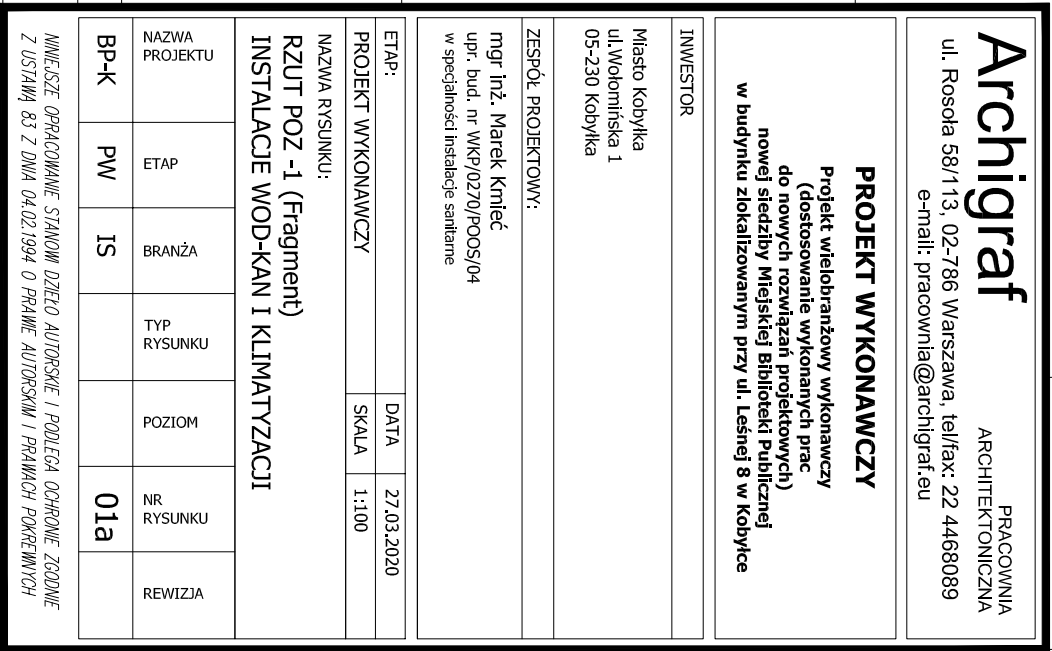 Archigraf
PRACOWNIA
ARCHITEKTONICZNA
ul. Rosoła 58/113, 02-786 Warszawa, tel/fax: 22 4468089
e-mail: pracownia@archigraf.eu
PROJEKT WYKONAWCZY
Projekt wielobranżowy wykonawczy
(dostosowanie wykonanych prac
do nowych rozwiązań projektowych)
nowej siedziby Miejskiej Biblioteki Publicznej
w budynku zlokalizowanym przy ul. Leśnej 8 w Kobyłce
INWESTOR
Miasto Kobyłka
ul.Wołomińska 1
05-230 Kobyłka
ZESPÓŁ PROJEKTOWY:
mgr inż. Marek Kmieć
upr. bud. nr WKP/0270/POOS/04
w specjalności instalacje sanitarne
ETAP:
DATA
27.03.2020
PROJEKT WYKONAWCZY
SKALA
1:100
NAZWA RYSUNKU:
RZUT POZ -1 (Fragment)
INSTALACJE WOD-KAN I KLIMATYZACJI
NAZWA
PROJEKTU
ETAP
BRANŻA
TYP
RYSUNKU
POZIOM
NR
RYSUNKU
REWIZJA
BP-K
PW
IS
01a
NINIEJSZE OPRACOWANIE STANOWI DZIEŁO AUTORSKIE I PODLEGA OCHRONIE ZGODNIE
Z USTAWĄ 83 Z DNIA 04.02.1994 O PRAWIE AUTORSKIM I PRAWACH POKREWNYCH